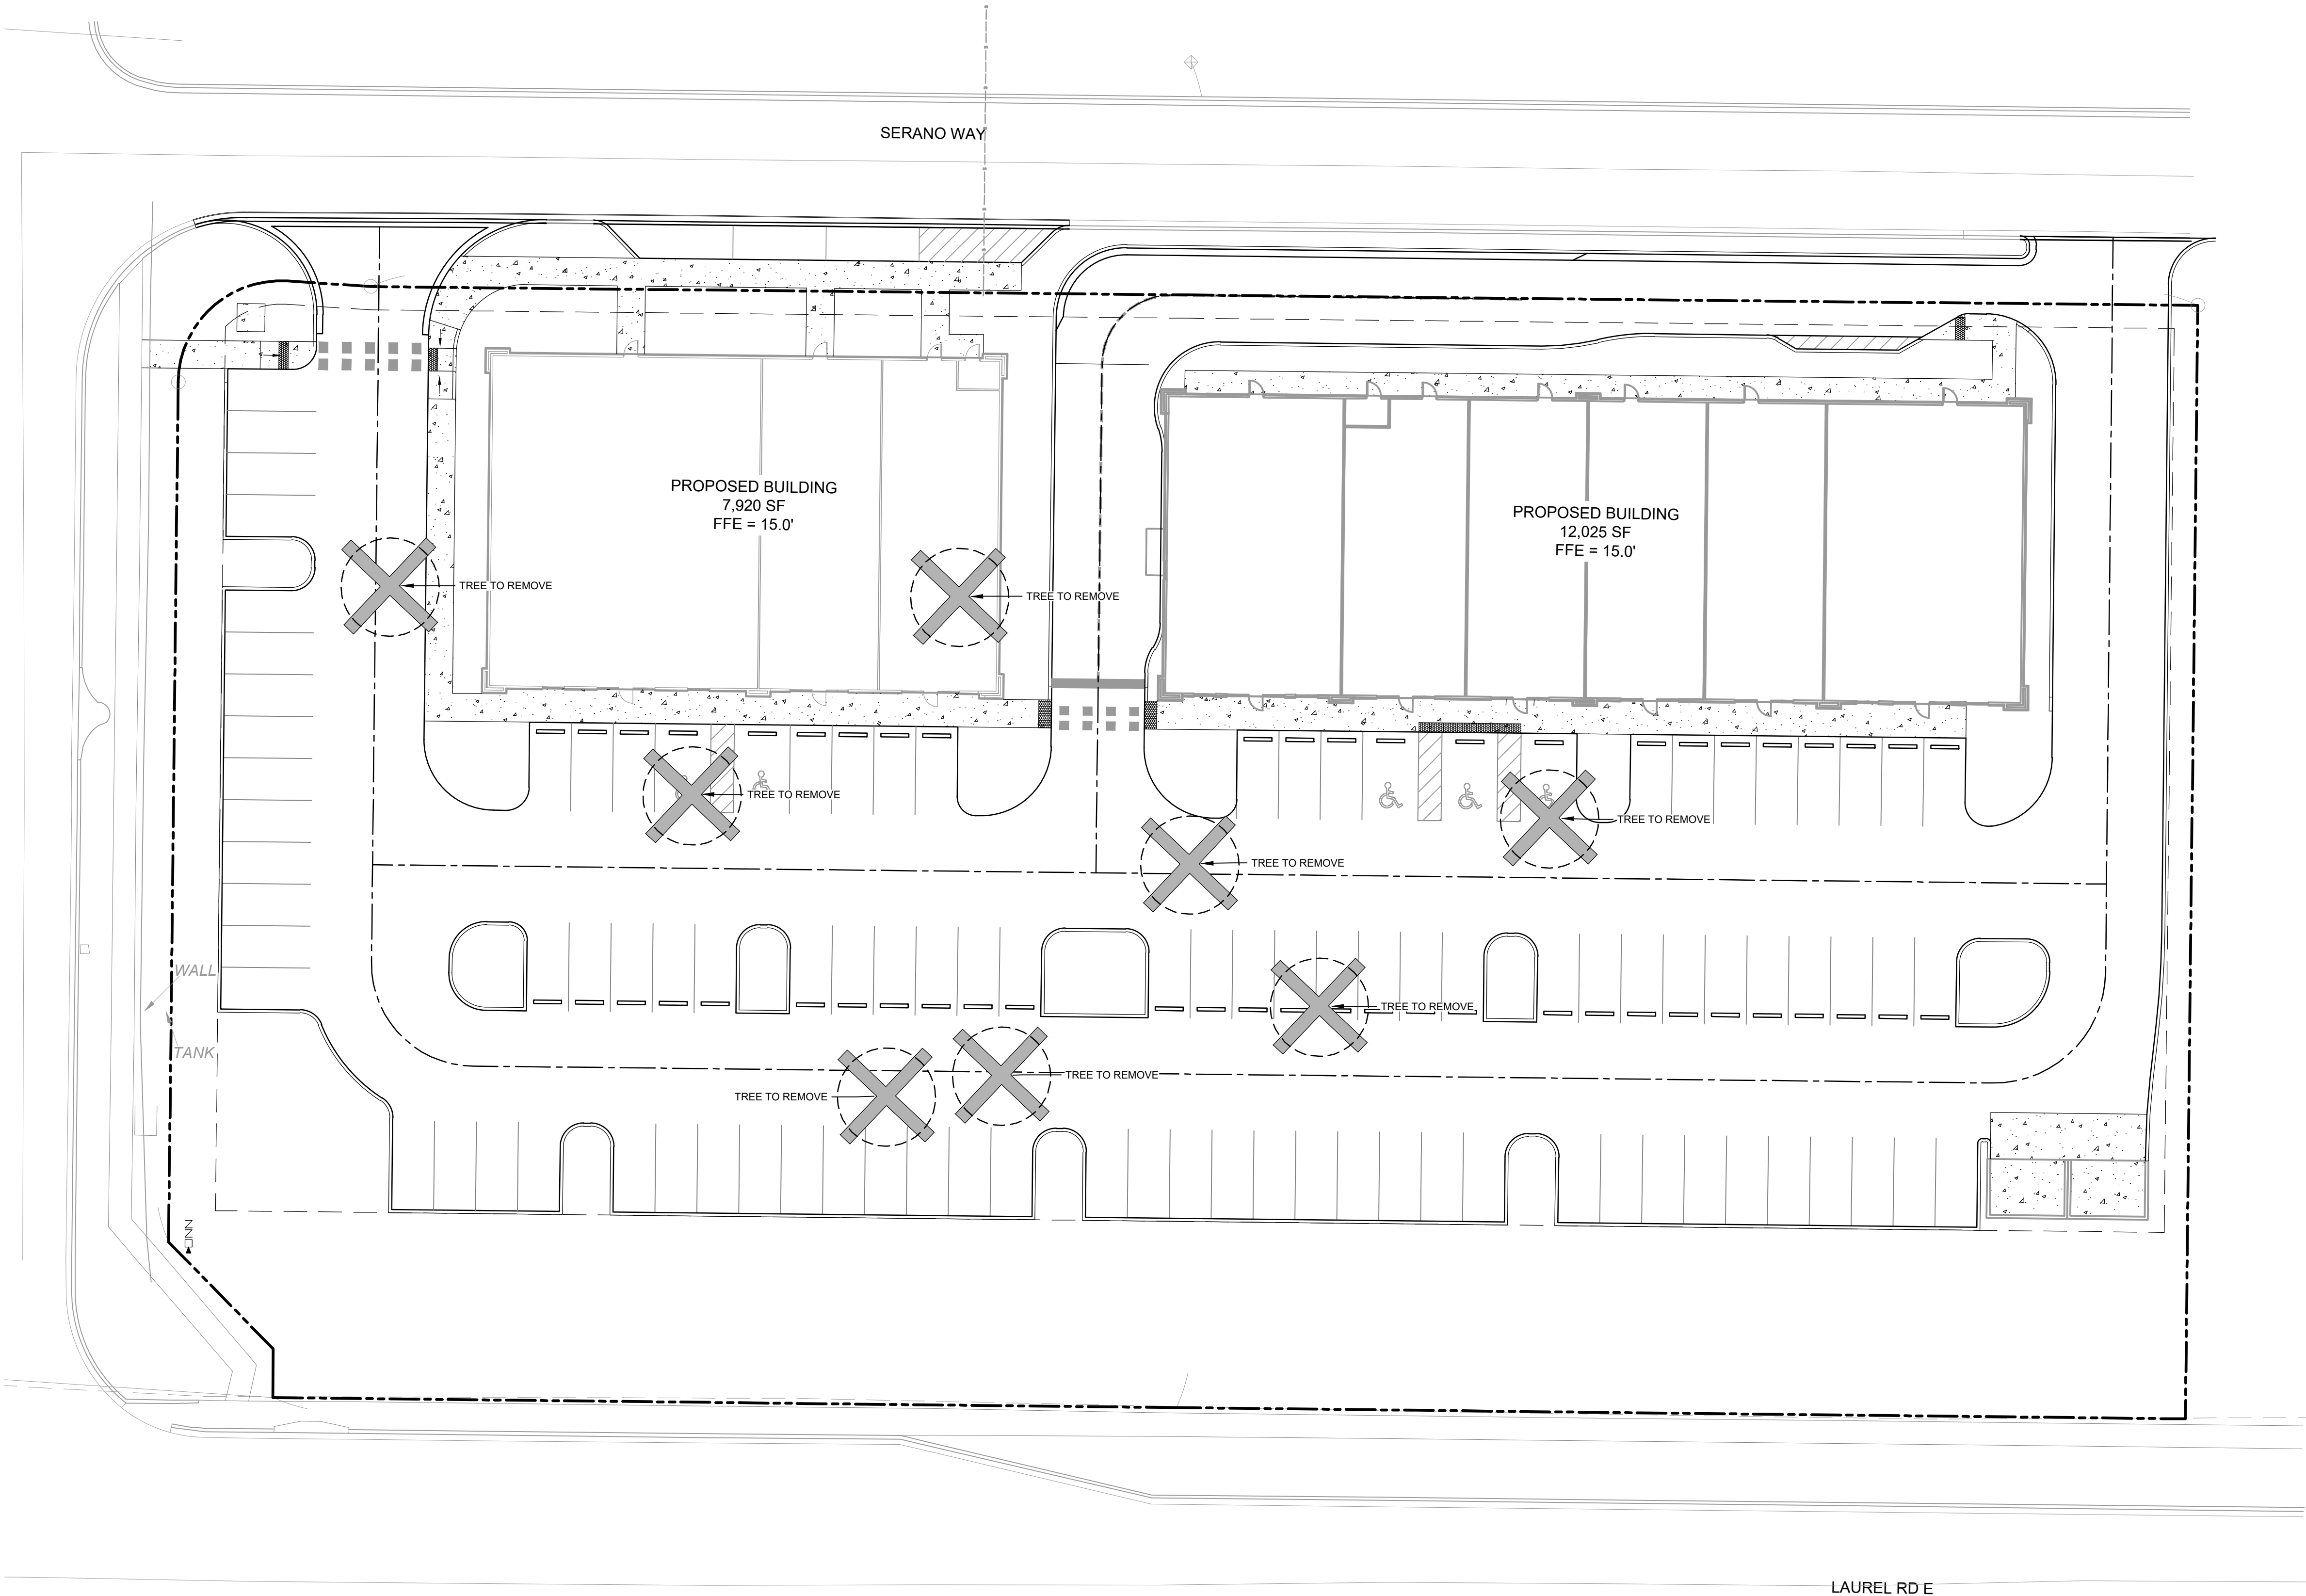 SERANO WAY
PROPOSED BUILDING
7,920 SF
FFE = 15.0'
PROPOSED BUILDING
12,025 SF
FFE = 15.0'
TREE TO REMOVE
TREE TO REMOVE
TREE TO REMOVE
TREE TO REMOVE
TREE TO REMOVE
WALL
TREE TO REMOVE
TANK
TREE TO REMOVE
TREE TO REMOVE
LAUREL RD E